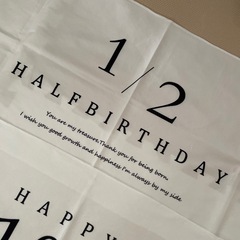 1/2
HALFBIRTHDAY
You are my treasure.Thank you for being born.
I wish you good growth and happiness I'm always by my side
HAPPY